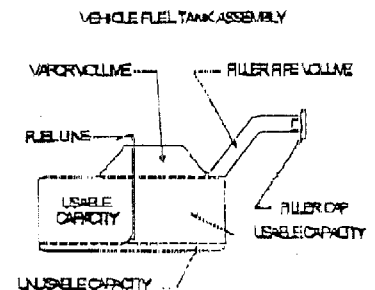 VEHICLE FUEL TANK ASSEMBLY
VAPOR VOLUME
FILLER PIPE VOLUME
FUEL LINE
USABLE
CAPACITY
FILLER CAP
USABLE CAPACITY
UNUSABLE CAPACITY